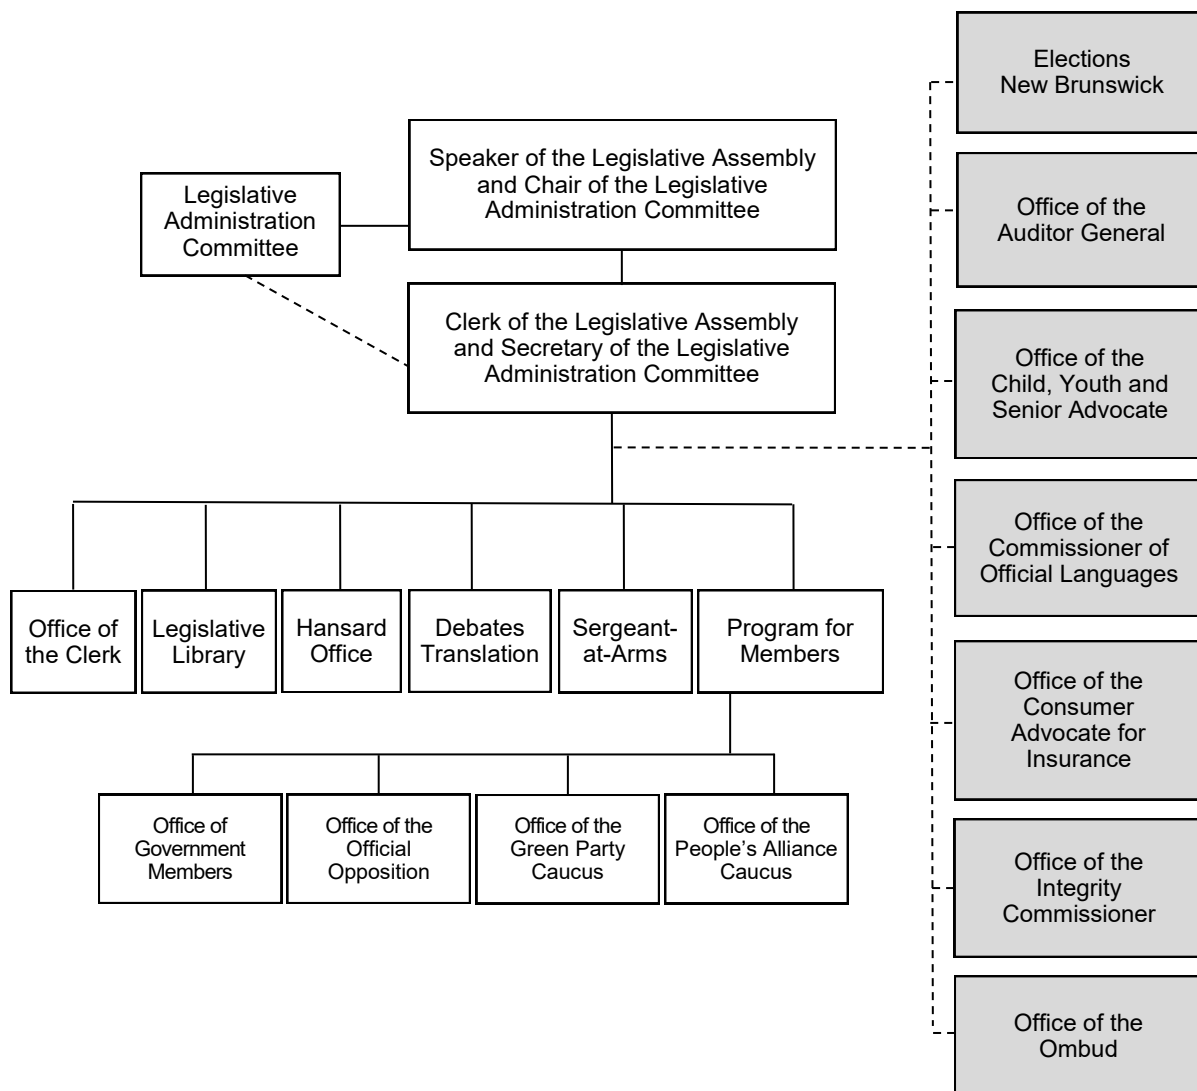 Elections
New Brunswick
Speaker of the Legislative Assembly
and Chair of the Legislative
Administration Committee
Legislative
Administration
Committee
Office of the
Auditor General
Clerk of the Legislative Assembly
and Secretary of the Legislative
Administration Committee
Office of the
Child, Youth and
Senior Advocate
Office of the
Commissioner of
Official Languages
Office of
the Clerk
Legislative
Library
Hansard
Office
Debates
Translation
Sergeant-
at-Arms
Program for
Members
Office of the
Consumer
Advocate for
Insurance
Office of
Government
Members
Office of the
Official
Opposition
Office of the
Green Party
Caucus
Office of the
People’s Alliance
Caucus
Office of the
Integrity
Commissioner
Office of the
Ombud